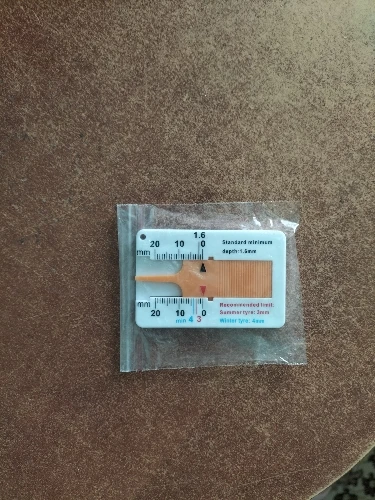 1.6
20 10 0
mm
Standard minimum
depth:1.6mm
mm
20 10 0
min 4 3
Recommended limit:
Summer tyre: 3mm
Winter tyre: 4mm